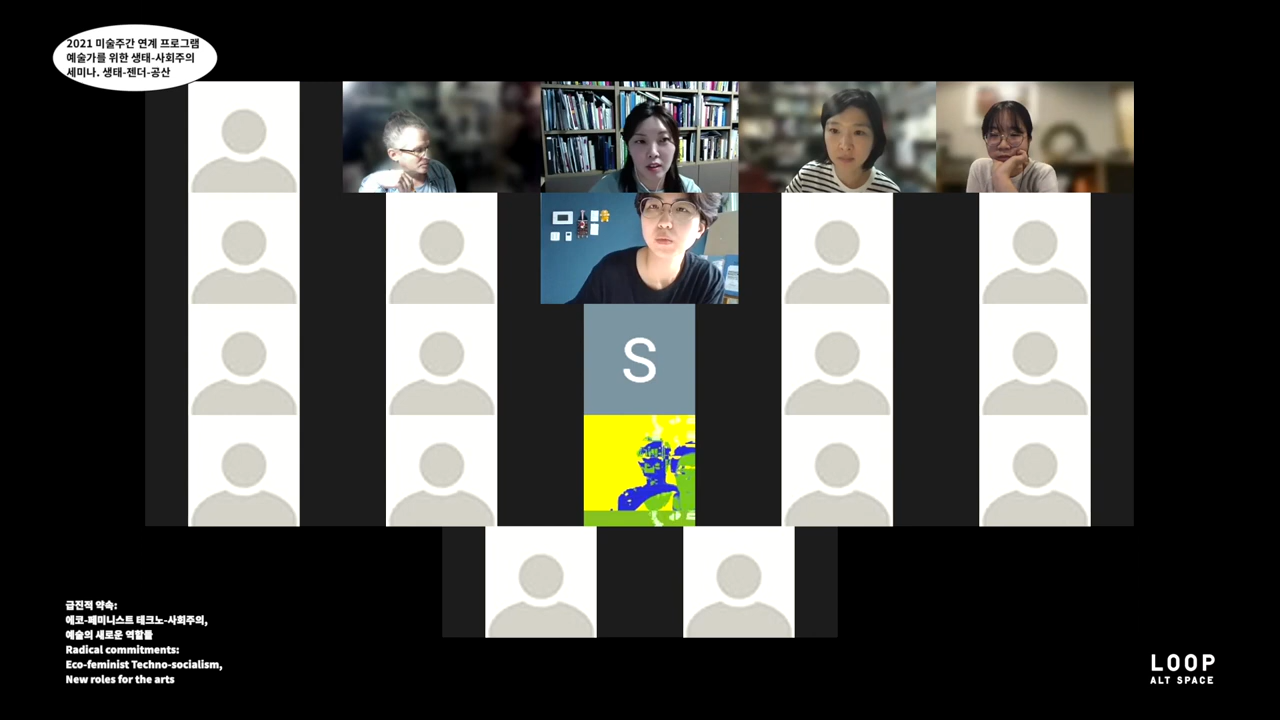 2021 미술주간 연계 프로그램
예술가를 위한 생태-사회주의
세미나. 생태-젠더-공산
S
급진적 약속:
에코-페미니스트 테크노-사회주의,
예술의 새로운 역할들
Radical commitments:
Eco-feminist Techno-socialism,
New roles for the arts
LOOP
ALT SPACE